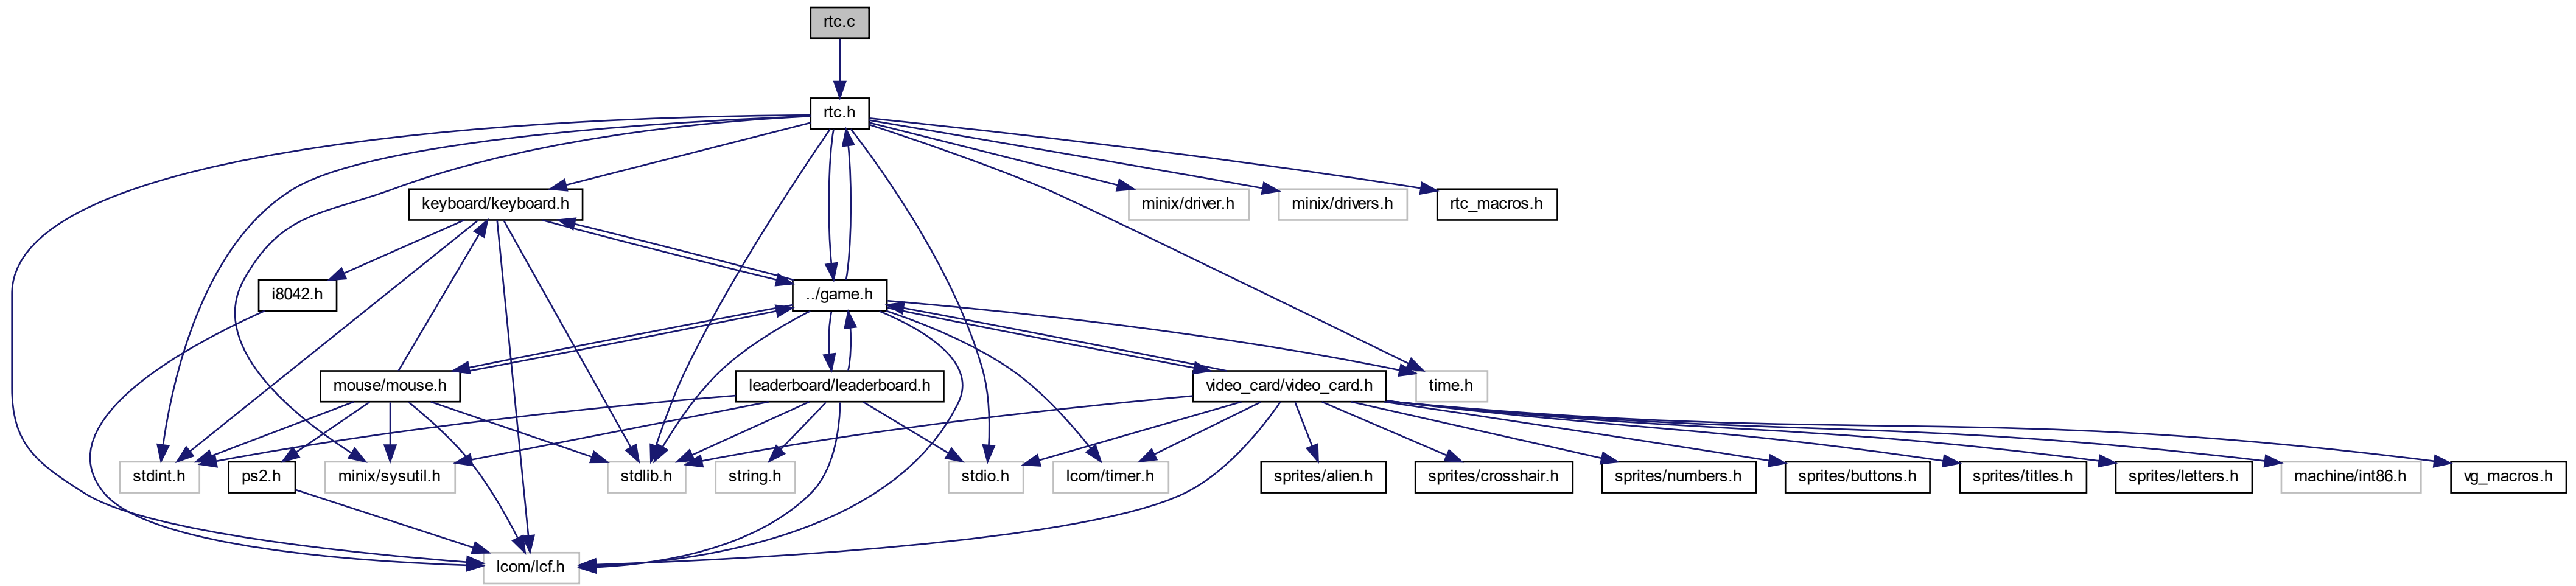 rtc.c
rtc.h
keyboard/keyboard.h
minix/driver.h
minix/drivers.h
rtc_macros.h
i8042.h
../game.h
mouse/mouse.h
leaderboard/leaderboard.h
video_card/video_card.h
time.h
stdint.h
ps2.h
minix/sysutil.h
stdlib.h
string.h
stdio.h
lcom/timer.h
sprites/alien.h
sprites/crosshair.h
sprites/numbers.h
sprites/buttons.h
sprites/titles.h
sprites/letters.h
machine/int86.h
vg_macros.h
lcom/lcf.h